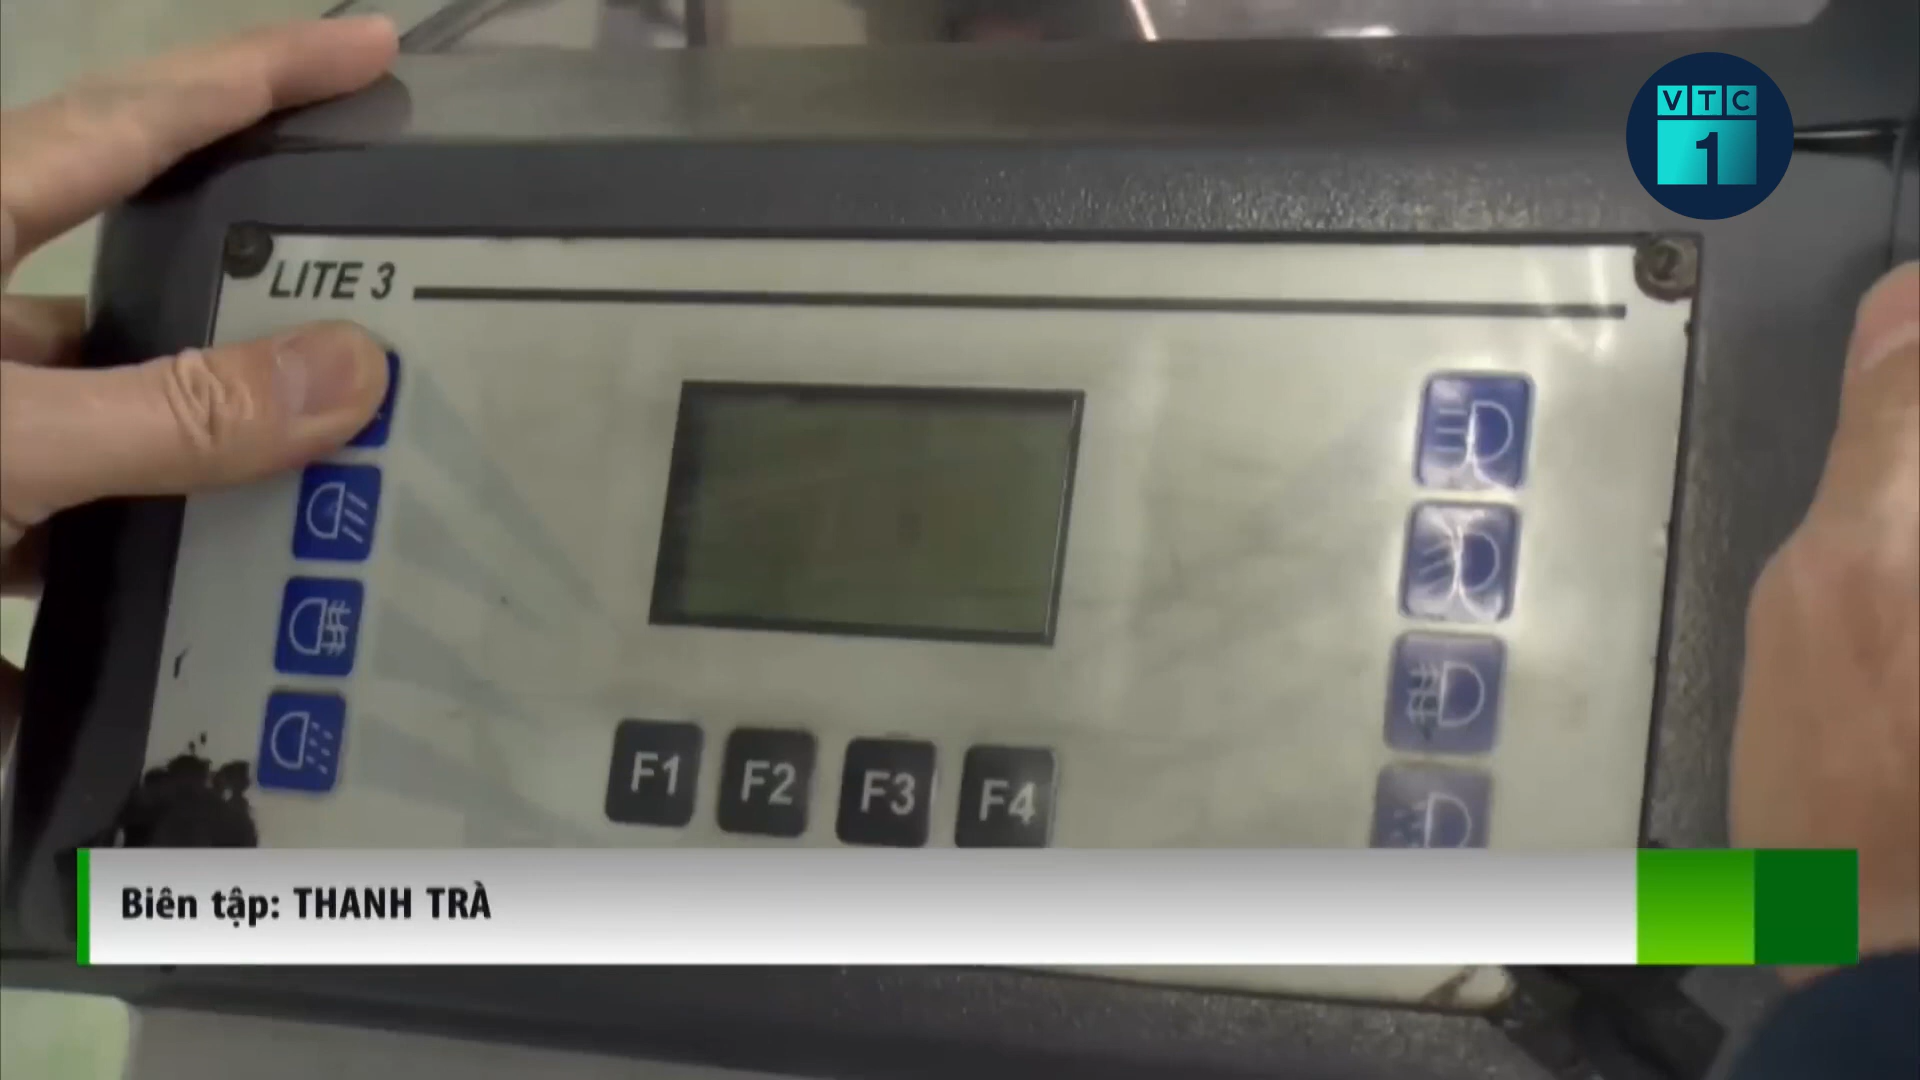 VTC
1
LITE 3
F1 F2 F3 F4
Biên tập: THANH TRÀ